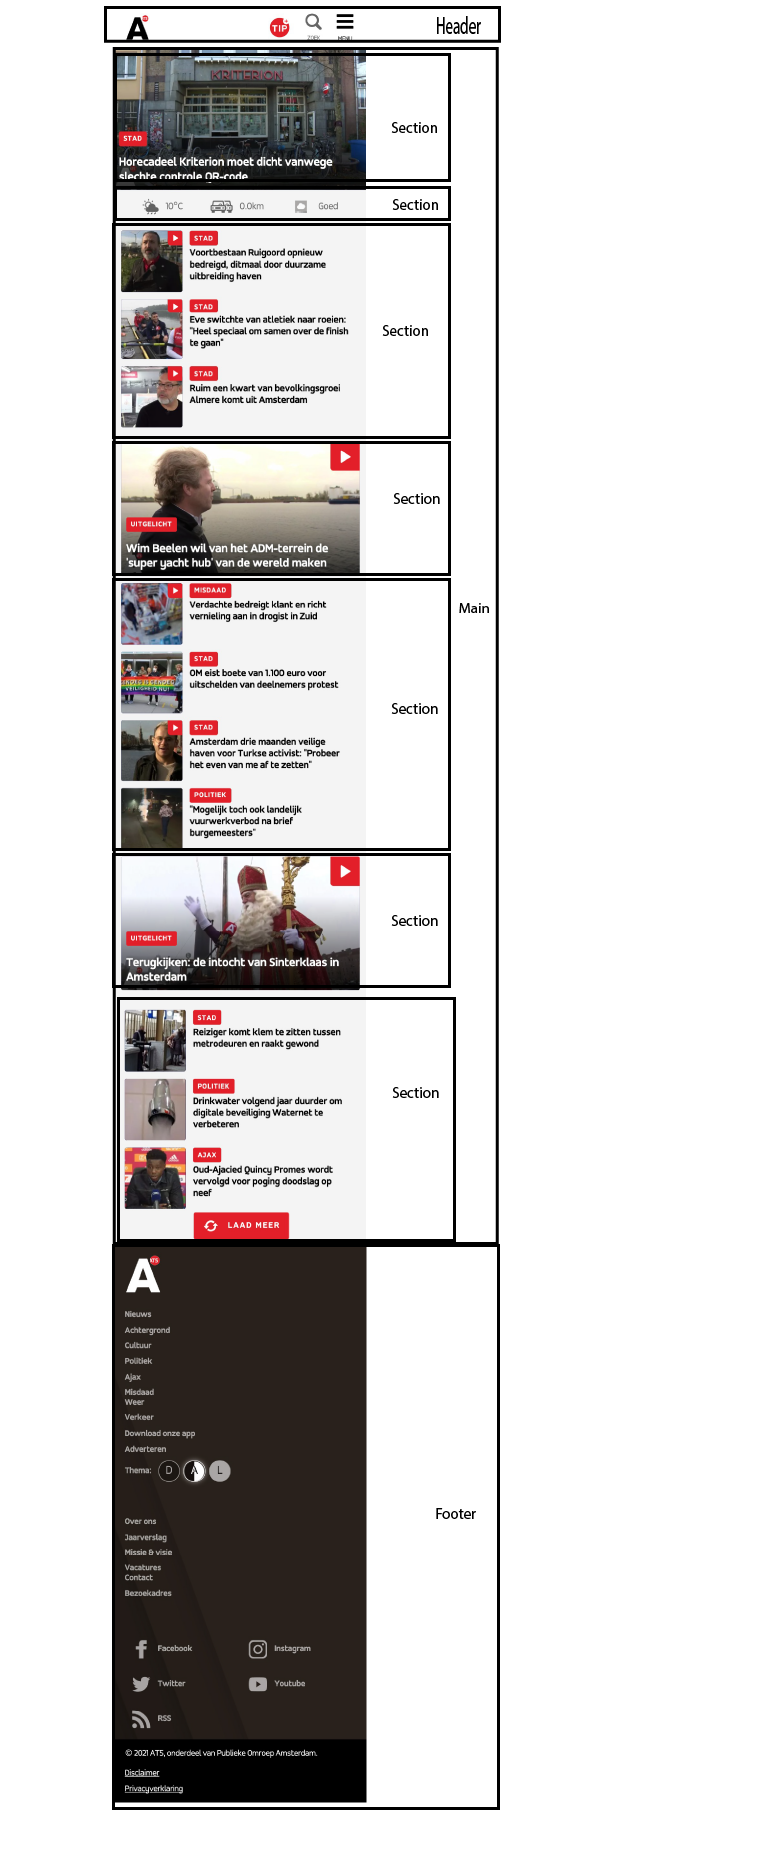 A
TIP
ZOEK
MENU
Header
KRITERION
STAD
Horecadeel Kriterion moet dicht vanwege
slechte controle QR-code
Section
10°C
0.0km
Goed
Section
STAD
Voortbestaan Ruigoord opnieuw
bedreigd, ditmaal door duurzame
uitbreiding haven
STAD
Eve switchte van atletiek naar roeien:
"Heel speciaal om samen over de finish
te gaan"
Section
STAD
Ruim een kwart van bevolkingsgroei
Almere komt uit Amsterdam
UITGELICHT
Wim Beelen wil van het ADM-terrein de
'super yacht hub' van de wereld maken
Section
Main
MISDAAD
Verdachte bedreigt klant en richt
vernieling aan in drogist in Zuid
STAD
OM eist boete van 1.100 euro voor
uitschelden van deelnemers protest
VEILIGHEID NU!
Section
STAD
Amsterdam drie maanden veilige
haven voor Turkse activist: "Probeer
het even van me af te zetten"
POLITIEK
"Mogelijk toch ook landelijk
vuurwerkverbod na brief
burgemeesters"
UITGELICHT
Terugkijken: de intocht van Sinterklaas in
Amsterdam
Section
STAD
Reiziger komt klem te zitten tussen
metrodeuren en raakt gewond
POLITIEK
Drinkwater volgend jaar duurder om
digitale beveiliging Waternet te
verbeteren
Section
AJAX
Oud-Ajacied Quincy Promes wordt
vervolgd voor poging doodslag op
neef
LAAD MEER
A
AT5
Nieuws
Achtergrond
Cultuur
Politiek
Ajax
Misdaad
Weer
Verkeer
Download onze app
Adverteren
Thema: D A L
Over ons
Jaarverslag
Missie & visie
Vacatures
Contact
Bezoekadres
Footer
Facebook
Instagram
Twitter
Youtube
RSS
© 2021 AT5, onderdeel van Publieke Omroep Amsterdam.
Disclaimer
Privacyverklaring